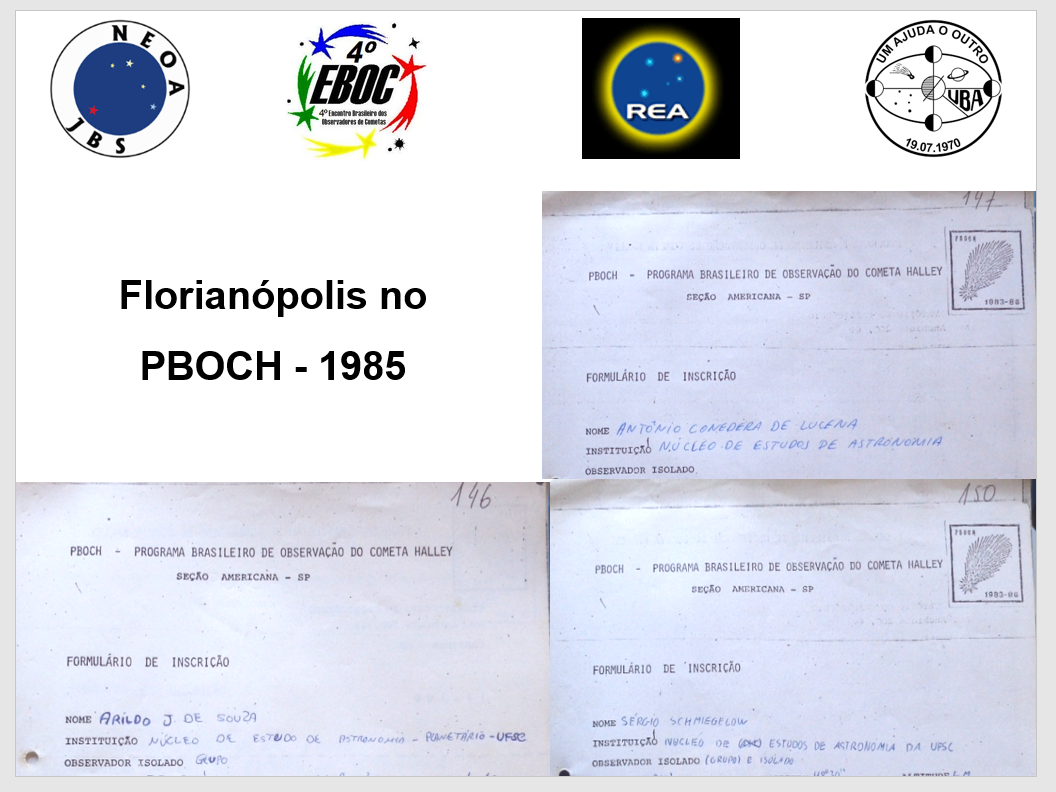 NEOA
JBS
4º
EBOC
4º Encontro Brasileiro dos
Observadores de Cometas
REA
UM AJUDA O OUTRO
UBA
19.07.1970
Florianópolis no
PBOCH - 1985
147
PBOCH - PROGRAMA BRASILEIRO DE OBSERVAÇÃO DO COMETA HALLEY
SEÇÃO AMERICANA - SP
PBOCH
1983-86
FORMULÁRIO DE INSCRIÇÃO
NOME ANTÔNIO CONEDERA DE LUCENA
INSTITUIÇÃO NÚCLEO DE ESTUDOS DE ASTRONOMIA
OBSERVADOR ISOLADO
146
PBOCH - PROGRAMA BRASILEIRO DE OBSERVAÇÃO DO COMETA HALLEY
SEÇÃO AMERICANA - SP
FORMULÁRIO DE INSCRIÇÃO
NOME ARILDO J. DE SOUZA
INSTITUIÇÃO NÚCLEO DE ESTUDO DE ASTRONOMIA - PLANETÁRIO - UFSC
OBSERVADOR ISOLADO GRUPO
150
PBOCH - PROGRAMA BRASILEIRO DE OBSERVAÇÃO DO COMETA HALLEY
SEÇÃO AMERICANA - SP
PBOCH
1983-86
FORMULÁRIO DE INSCRIÇÃO
NOME SÉRGIO SCHMIEGELOW
INSTITUIÇÃO NÚCLEO DE ESTUDOS DE ASTRONOMIA DA UFSC
OBSERVADOR ISOLADO (GRUPO) E ISOLADO